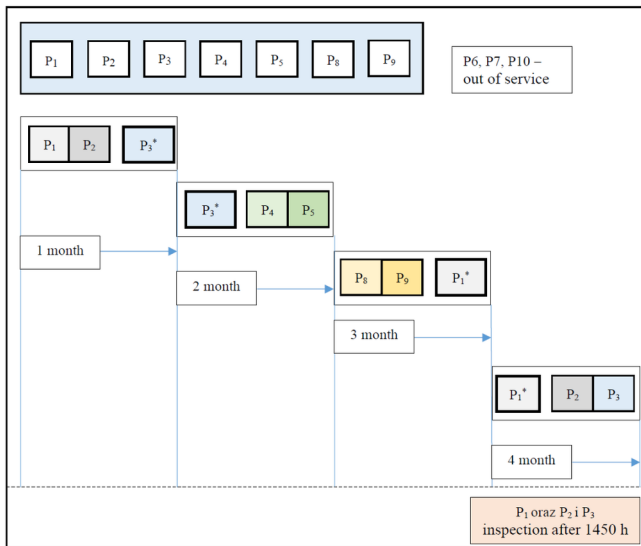 P₁ P₂ P₃ P₄ P₅ P₈ P₉
P6, P7, P10 –
out of service
P₁ P₂ P₃*
P₃* P₄ P₅
1 month
P₈ P₉ P₁*
2 month
3 month
P₁* P₂ P₃
4 month
P₁ oraz P₂ i P₃
inspection after 1450 h